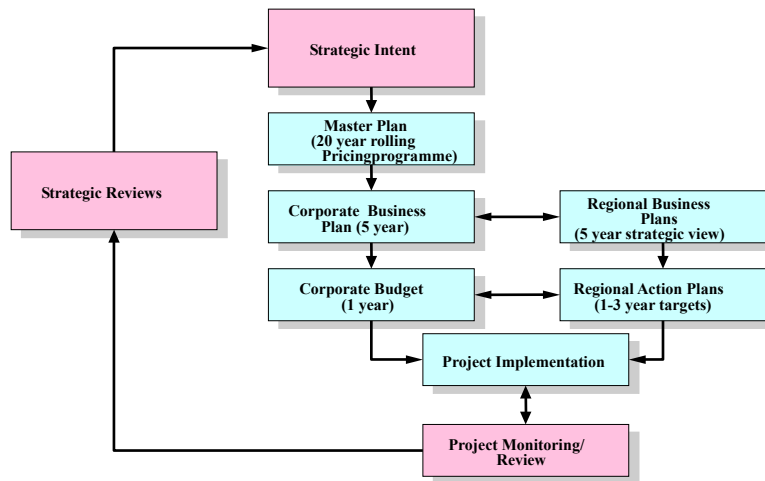 Strategic Intent
Master Plan
(20 year rolling
Pricingprogramme)
Strategic Reviews
Corporate Business
Plan (5 year)
Regional Business
Plans
(5 year strategic view)
Corporate Budget
(1 year)
Regional Action Plans
(1-3 year targets)
Project Implementation
Project Monitoring/
Review